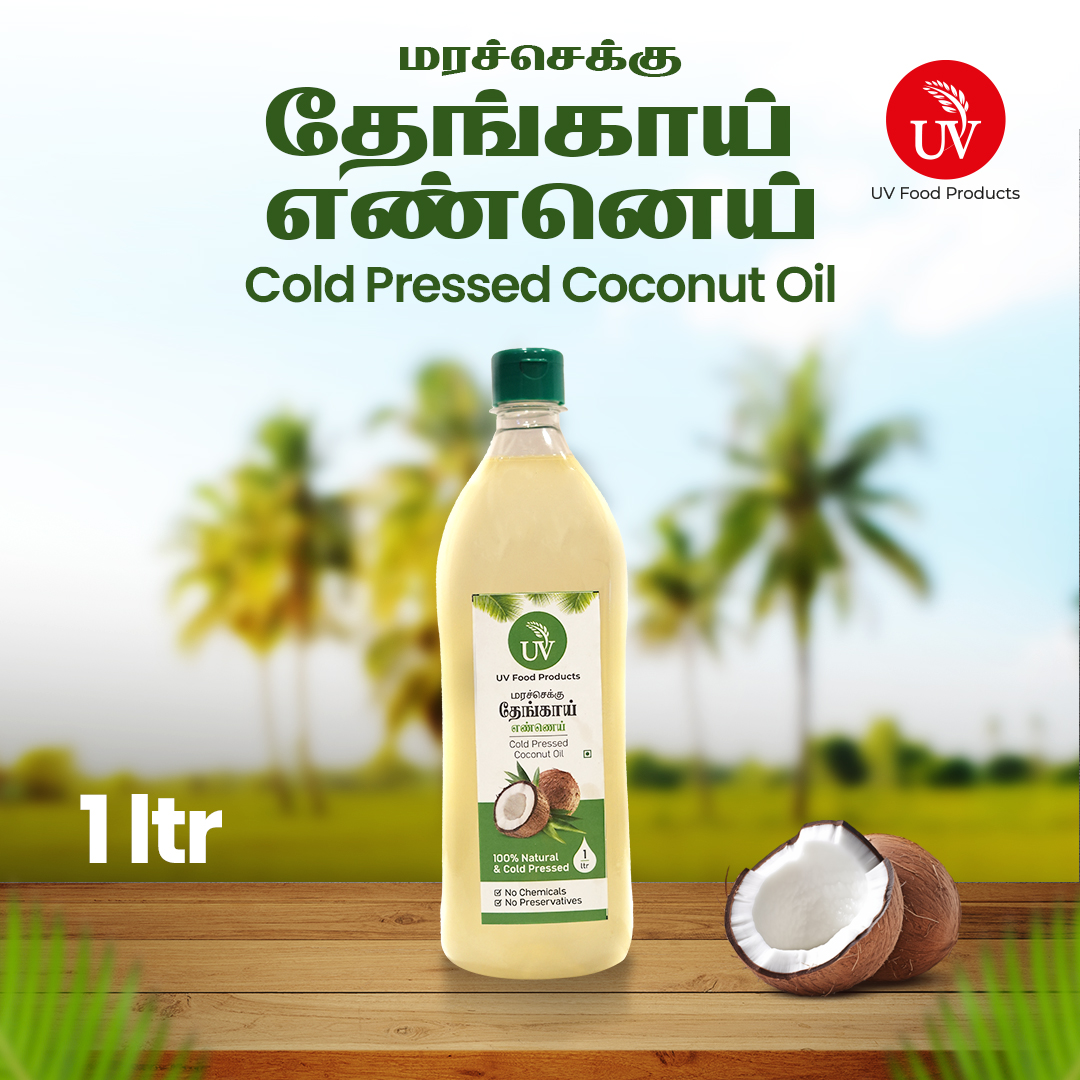 மரச்செக்கு
தேங்காய்
எண்ணெய்
Cold Pressed Coconut Oil
UV
UV Food Products
UV
UV Food Products
மரச்செக்கு
தேங்காய்
எண்ணெய்
Cold Pressed
Coconut Oil
100% Natural
& Cold Pressed
1
ltr
No Chemicals
No Preservatives
1 ltr